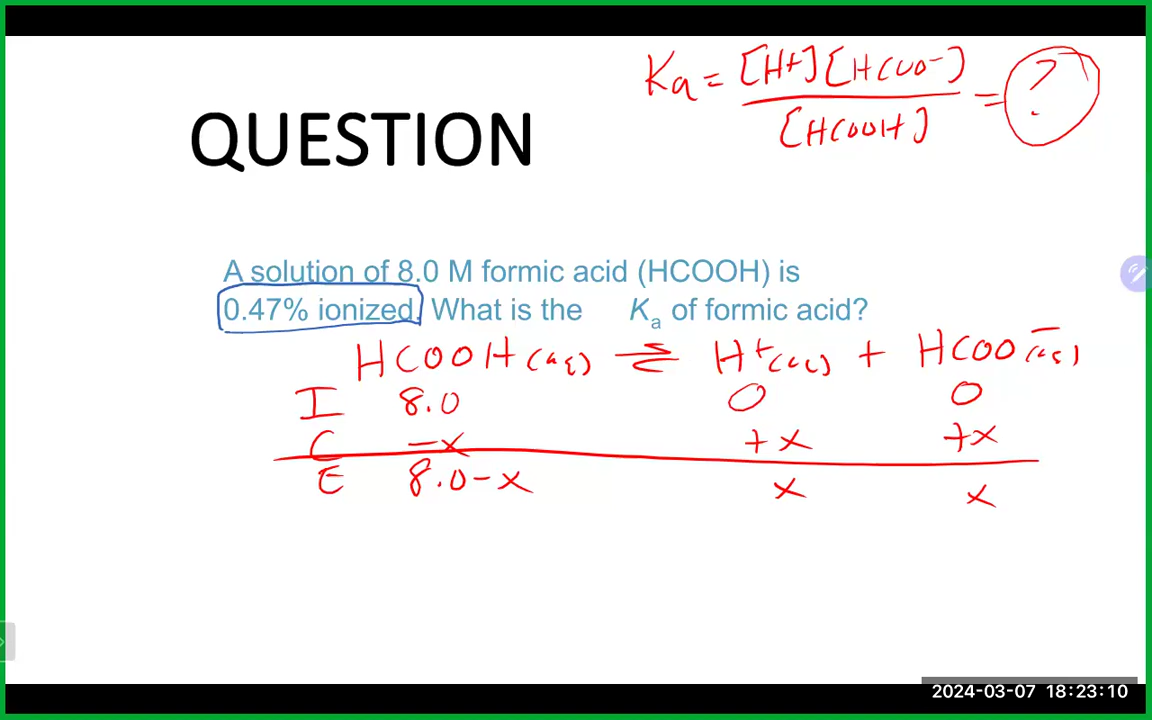 Ka = [H+][HCOO-] / [HCOOH] = ?
QUESTION
A solution of 8.0 M formic acid (HCOOH) is
0.47% ionized. What is the Ka of formic acid?
HCOOH(aq) ⇌ H+(aq) + HCOO-(aq)
I 8.0 0 0
C -x +x +x
E 8.0-x x x
2024-03-07 18:23:10